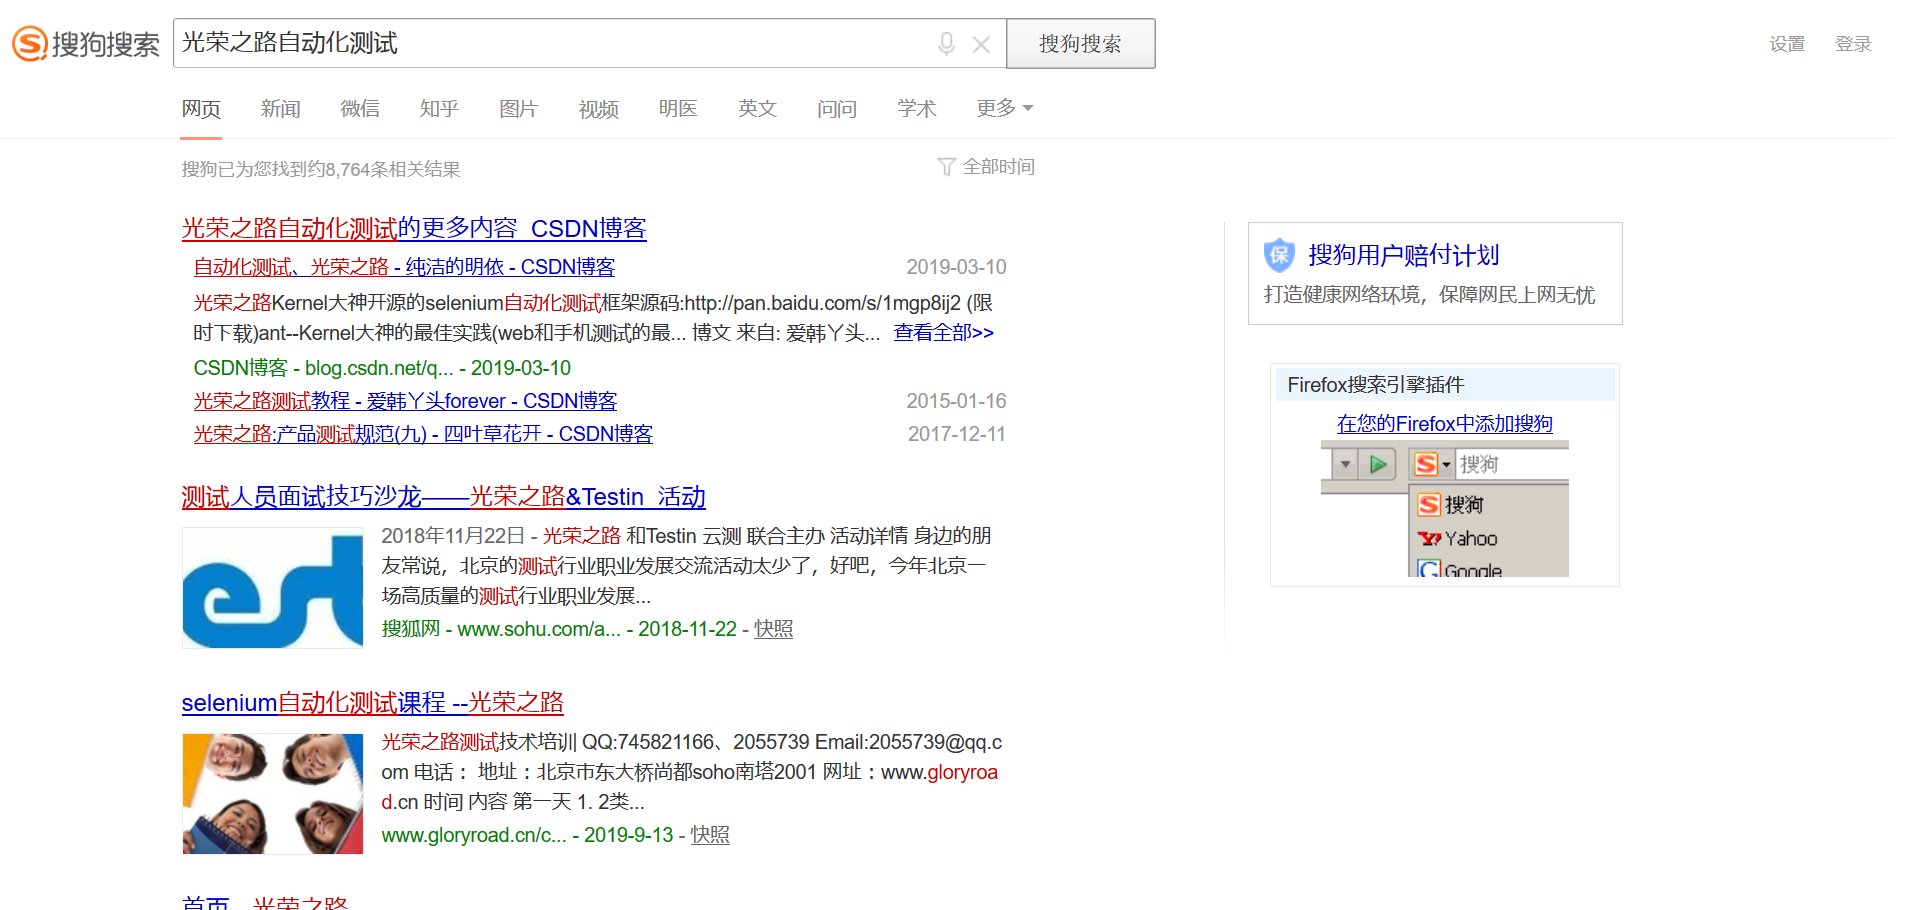 搜狗搜索 光荣之路自动化测试 搜狗搜索 设置 登录
网页 新闻 微信 知乎 图片 视频 明医 英文 问问 学术 更多
搜狗已为您找到约8,764条相关结果 全部时间
光荣之路自动化测试的更多内容_CSDN博客
自动化测试、光荣之路 - 纯洁的明依 - CSDN博客 2019-03-10
光荣之路Kernel大神开源的selenium自动化测试框架源码:http://pan.baidu.com/s/1mgp8ij2 (限
时下载)ant--Kernel大神的最佳实践(web和手机测试的最... 博文 来自: 爱韩丫头... 查看全部>>
CSDN博客 - blog.csdn.net/q... - 2019-03-10
光荣之路测试教程 - 爱韩丫头forever - CSDN博客 2015-01-16
光荣之路:产品测试规范(九) - 四叶草花开 - CSDN博客 2017-12-11
测试人员面试技巧沙龙——光荣之路&Testin_活动
2018年11月22日 - 光荣之路 和Testin 云测 联合主办 活动详情 身边的朋
友常说，北京的测试行业职业发展交流活动太少了，好吧，今年北京一
场高质量的测试行业职业发展...
搜狐网 - www.sohu.com/a... - 2018-11-22 - 快照
selenium自动化测试课程 --光荣之路
光荣之路测试技术培训 QQ:745821166、2055739 Email:2055739@qq.c
om 电话： 地址：北京市东大桥尚都soho南塔2001 网址：www.gloryroa
d.cn 时间 内容 第一天 1. 2类...
www.gloryroad.cn/c... - 2019-9-13 - 快照
首页 光荣之路
保 搜狗用户赔付计划
打造健康网络环境，保障网民上网无忧
Firefox搜索引擎插件
在您的Firefox中添加搜狗
搜狗
搜狗
Yahoo
Google